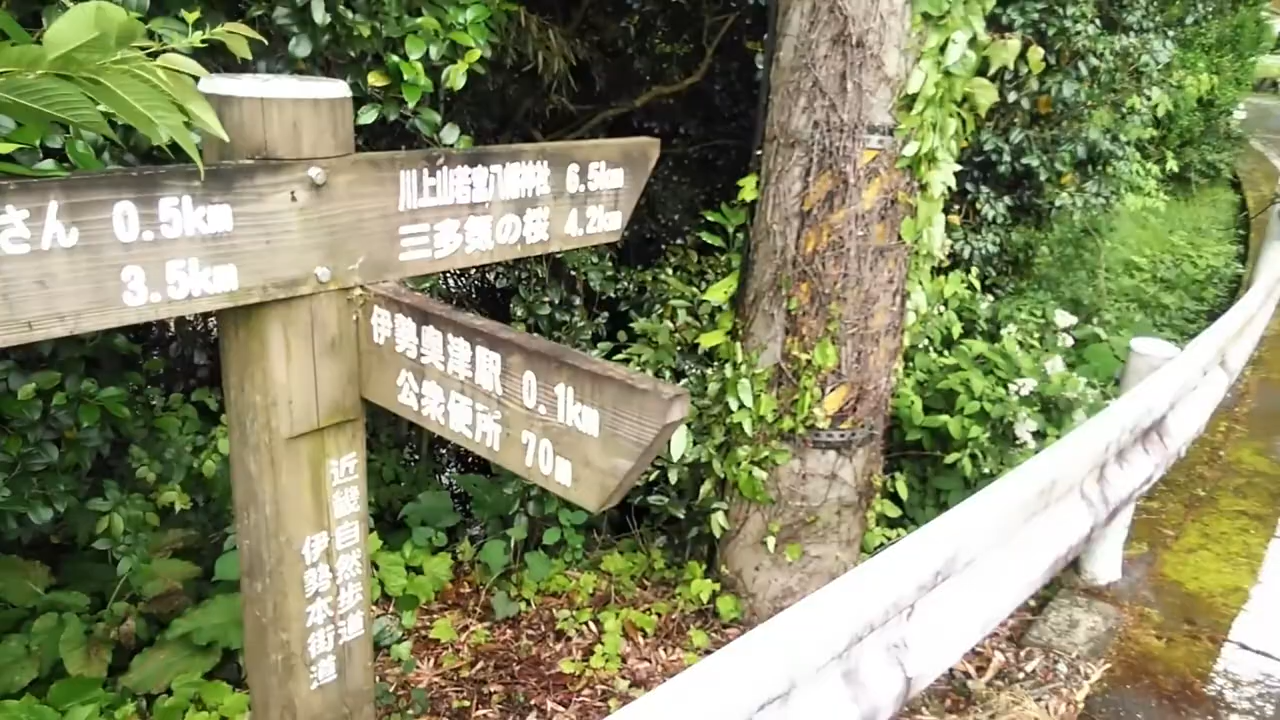 さん 0.5km
3.5km
川上山若宮八幡神社 6.5km
三多気の桜 4.2km
伊勢奥津駅 0.1km
公衆便所 70m
近畿自然歩道
伊勢本街道